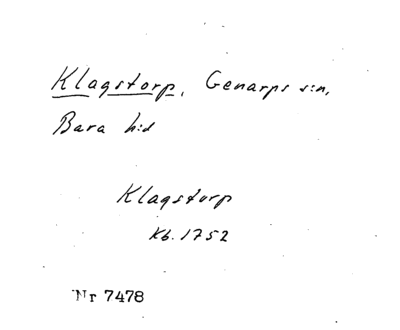 Klagstorp, Genarps s:n,
Bara h:d
Klagstorp
Kb. 1752
Nr 7478